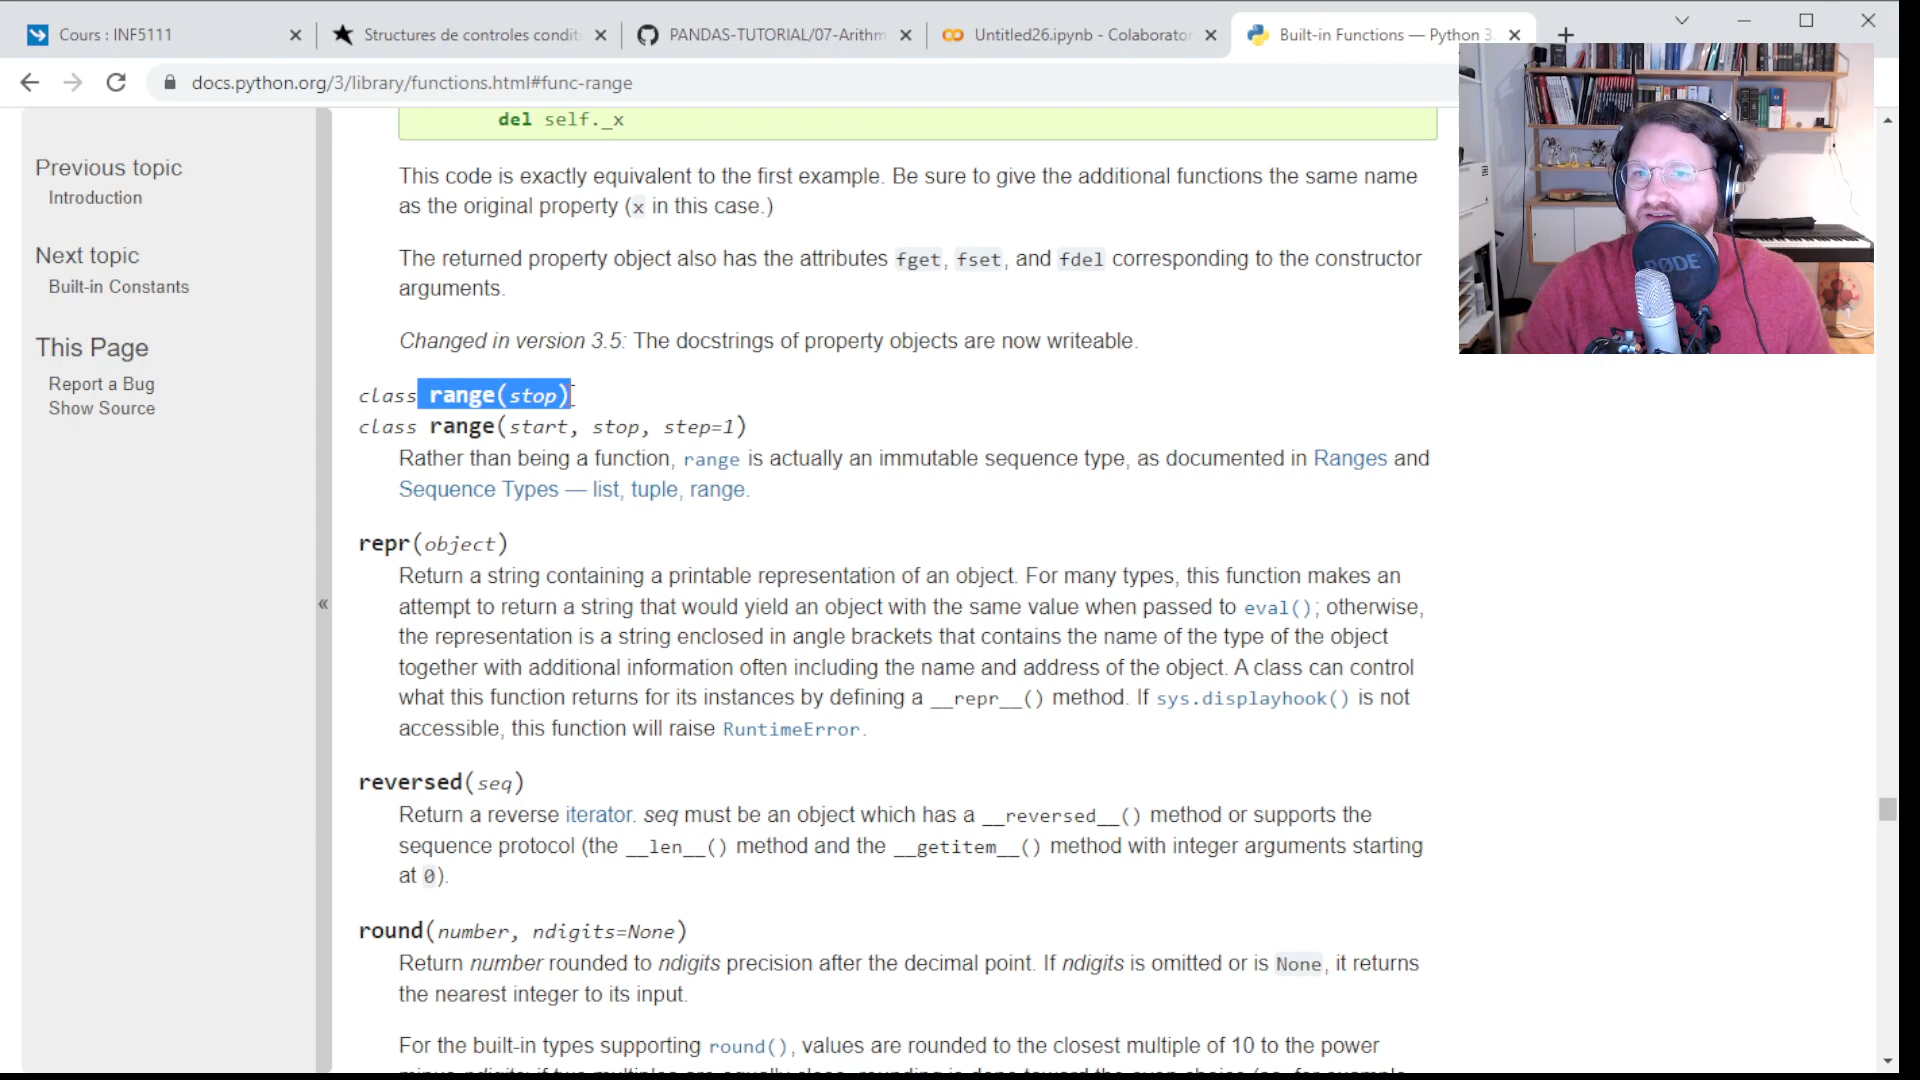 Cours : INF5111
Structures de controles condit
PANDAS-TUTORIAL/07-Arithm
Untitled26.ipynb - Colaborator
Built-in Functions — Python 3.
docs.python.org/3/library/functions.html#func-range
Previous topic
Introduction
Next topic
Built-in Constants
This Page
Report a Bug
Show Source
«
del self._x
This code is exactly equivalent to the first example. Be sure to give the additional functions the same name
as the original property (x in this case.)
The returned property object also has the attributes fget, fset, and fdel corresponding to the constructor
arguments.
Changed in version 3.5: The docstrings of property objects are now writeable.
class range(stop)
class range(start, stop, step=1)
Rather than being a function, range is actually an immutable sequence type, as documented in Ranges and
Sequence Types — list, tuple, range.
repr(object)
Return a string containing a printable representation of an object. For many types, this function makes an
attempt to return a string that would yield an object with the same value when passed to eval(); otherwise,
the representation is a string enclosed in angle brackets that contains the name of the type of the object
together with additional information often including the name and address of the object. A class can control
what this function returns for its instances by defining a __repr__() method. If sys.displayhook() is not
accessible, this function will raise RuntimeError.
reversed(seq)
Return a reverse iterator. seq must be an object which has a __reversed__() method or supports the
sequence protocol (the __len__() method and the __getitem__() method with integer arguments starting
at 0).
round(number, ndigits=None)
Return number rounded to ndigits precision after the decimal point. If ndigits is omitted or is None, it returns
the nearest integer to its input.
For the built-in types supporting round(), values are rounded to the closest multiple of 10 to the power
RØDE